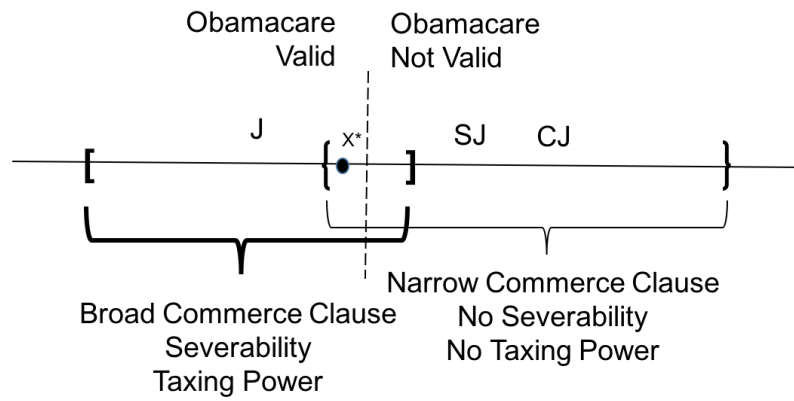 Obamacare
Valid
Obamacare
Not Valid
J
X*
SJ
CJ
[
{
]
}
Broad Commerce Clause
Severability
Taxing Power
Narrow Commerce Clause
No Severability
No Taxing Power